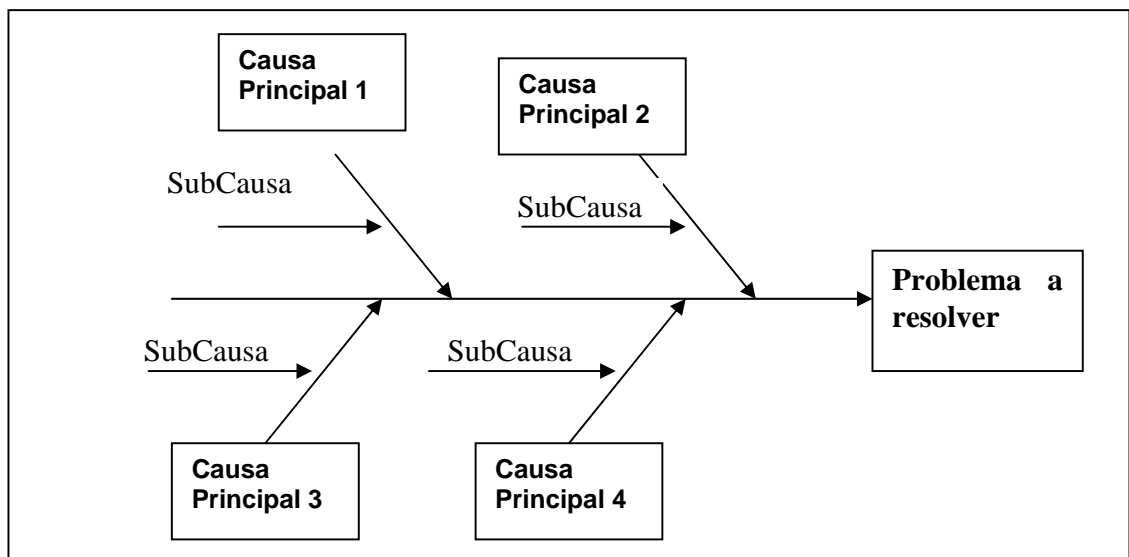 Causa
Principal 1
Causa
Principal 2
SubCausa
SubCausa
Problema a
resolver
SubCausa
SubCausa
Causa
Principal 3
Causa
Principal 4